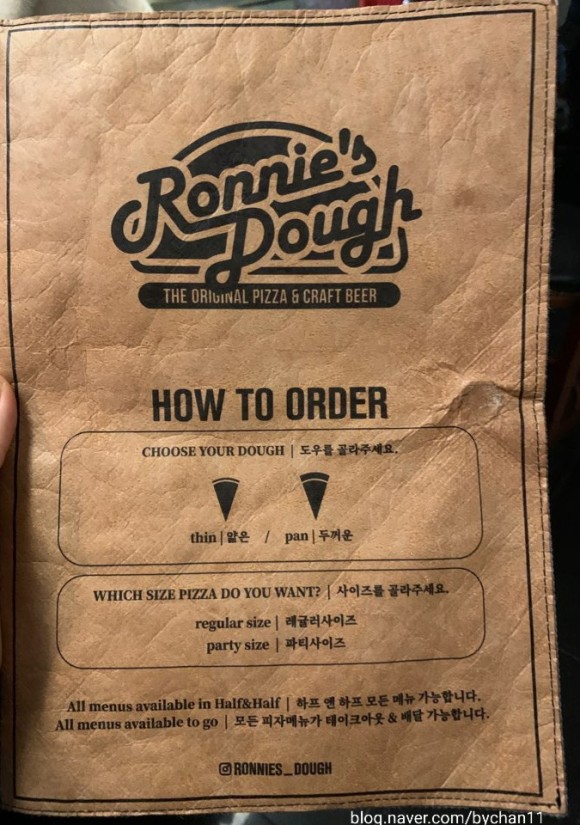 Ronnie's
Dough
THE ORIGINAL PIZZA & CRAFT BEER
HOW TO ORDER
CHOOSE YOUR DOUGH | 도우를 골라주세요.
thin | 얇은 / pan | 두꺼운
WHICH SIZE PIZZA DO YOU WANT? | 사이즈를 골라주세요.
regular size | 레귤러사이즈
party size | 파티사이즈
All menus available in Half&Half | 하프 앤 하프 모든 메뉴 가능합니다.
All menus available to go | 모든 피자메뉴가 테이크아웃 & 배달 가능합니다.
RONNIES_DOUGH
blog.naver.com/bychan11